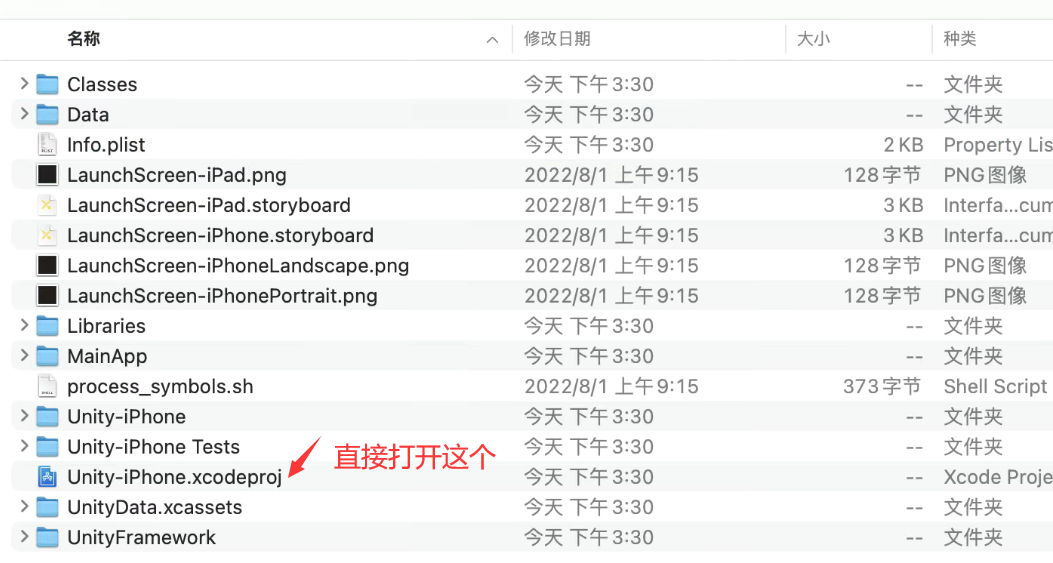 名称 修改日期 大小 种类
Classes 今天 下午3:30 -- 文件夹
Data 今天 下午3:30 -- 文件夹
Info.plist 今天 下午3:30 2 KB Property Lis
LaunchScreen-iPad.png 2022/8/1 上午9:15 128字节 PNG图像
LaunchScreen-iPad.storyboard 2022/8/1 上午9:15 3 KB Interfa...cum
LaunchScreen-iPhone.storyboard 2022/8/1 上午9:15 3 KB Interfa...cum
LaunchScreen-iPhoneLandscape.png 2022/8/1 上午9:15 128字节 PNG图像
LaunchScreen-iPhonePortrait.png 2022/8/1 上午9:15 128字节 PNG图像
Libraries 今天 下午3:30 -- 文件夹
MainApp 今天 下午3:30 -- 文件夹
process_symbols.sh 2022/8/1 上午9:15 373字节 Shell Script
Unity-iPhone 今天 下午3:30 -- 文件夹
Unity-iPhone Tests 今天 下午3:30 -- 文件夹
直接打开这个
Unity-iPhone.xcodeproj 今天 下午3:30 -- Xcode Proje
UnityData.xcassets 今天 下午3:30 -- 文件夹
UnityFramework 今天 下午3:30 -- 文件夹